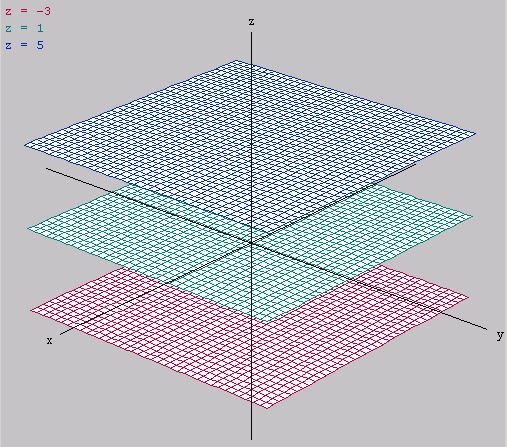 z = -3
z = 1
z = 5
z
x
y